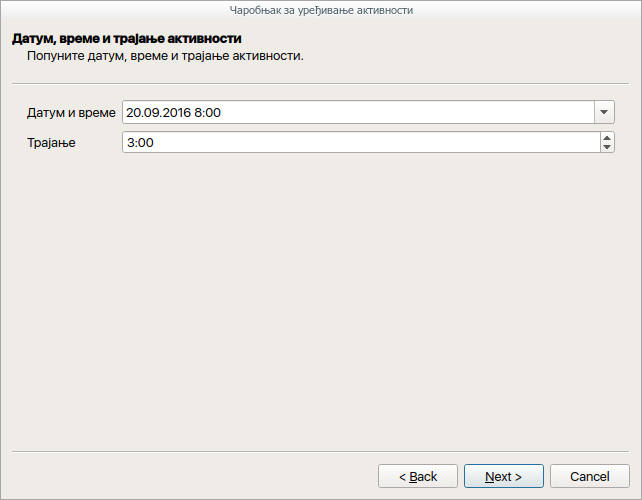 Чаробњак за уређивање активности
Датум, време и трајање активности
Попуните датум, време и трајање активности.
Датум и време 20.09.2016 8:00
Трајање 3:00
< Back Next > Cancel